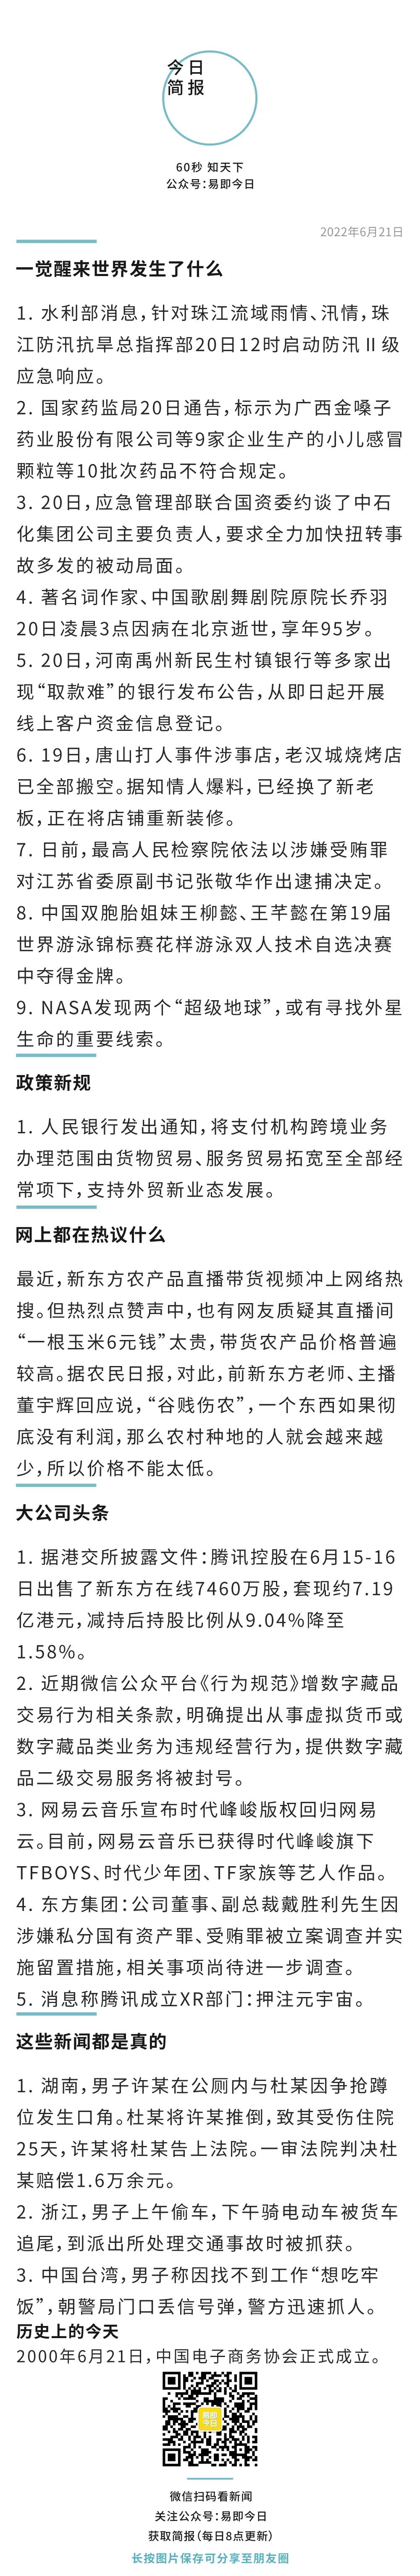 今日
简报
60秒 知天下
公众号：易即今日
2022年6月21日
一觉醒来世界发生了什么
1. 水利部消息，针对珠江流域雨情、汛情，珠
江防汛抗旱总指挥部20日12时启动防汛Ⅱ级
应急响应。
2. 国家药监局20日通告，标示为广西金嗓子
药业股份有限公司等9家企业生产的小儿感冒
颗粒等10批次药品不符合规定。
3. 20日，应急管理部联合国资委约谈了中石
化集团公司主要负责人，要求全力加快扭转事
故多发的被动局面。
4. 著名词作家、中国歌剧舞剧院原院长乔羽
20日凌晨3点因病在北京逝世，享年95岁。
5. 20日，河南禹州新民生村镇银行等多家出
现“取款难”的银行发布公告，从即日起开展
线上客户资金信息登记。
6. 19日，唐山打人事件涉事店，老汉城烧烤店
已全部搬空。据知情人爆料，已经换了新老
板，正在将店铺重新装修。
7. 日前，最高人民检察院依法以涉嫌受贿罪
对江苏省委原副书记张敬华作出逮捕决定。
8. 中国双胞胎姐妹王柳懿、王芊懿在第19届
世界游泳锦标赛花样游泳双人技术自选决赛
中夺得金牌。
9. NASA发现两个“超级地球”，或有寻找外星
生命的重要线索。
政策新规
1. 人民银行发出通知，将支付机构跨境业务
办理范围由货物贸易、服务贸易拓宽至全部经
常项下，支持外贸新业态发展。
网上都在热议什么
最近，新东方农产品直播带货视频冲上网络热
搜。但热烈点赞声中，也有网友质疑其直播间
“一根玉米6元钱”太贵，带货农产品价格普遍
较高。据农民日报，对此，前新东方老师、主播
董宇辉回应说，“谷贱伤农”，一个东西如果彻
底没有利润，那么农村种地的人就会越来越
少，所以价格不能太低。
大公司头条
1. 据港交所披露文件：腾讯控股在6月15-16
日出售了新东方在线7460万股，套现约7.19
亿港元，减持后持股比例从9.04%降至
1.58%。
2. 近期微信公众平台《行为规范》增数字藏品
交易行为相关条款，明确提出从事虚拟货币或
数字藏品类业务为违规经营行为，提供数字藏
品二级交易服务将被封号。
3. 网易云音乐宣布时代峰峻版权回归网易
云。目前，网易云音乐已获得时代峰峻旗下
TFBOYS、时代少年团、TF家族等艺人作品。
4. 东方集团：公司董事、副总裁戴胜利先生因
涉嫌私分国有资产罪、受贿罪被立案调查并实
施留置措施，相关事项尚待进一步调查。
5. 消息称腾讯成立XR部门：押注元宇宙。
这些新闻都是真的
1. 湖南，男子许某在公厕内与杜某因争抢蹲
位发生口角。杜某将许某推倒，致其受伤住院
25天，许某将杜某告上法院。一审法院判决杜
某赔偿1.6万余元。
2. 浙江，男子上午偷车，下午骑电动车被货车
追尾，到派出所处理交通事故时被抓获。
3. 中国台湾，男子称因找不到工作“想吃牢
饭”，朝警局门口丢信号弹，警方迅速抓人。
历史上的今天
2000年6月21日，中国电子商务协会正式成立。
易即
今日
微信扫码看新闻
关注公众号：易即今日
获取简报（每日8点更新）
长按图片保存可分享至朋友圈